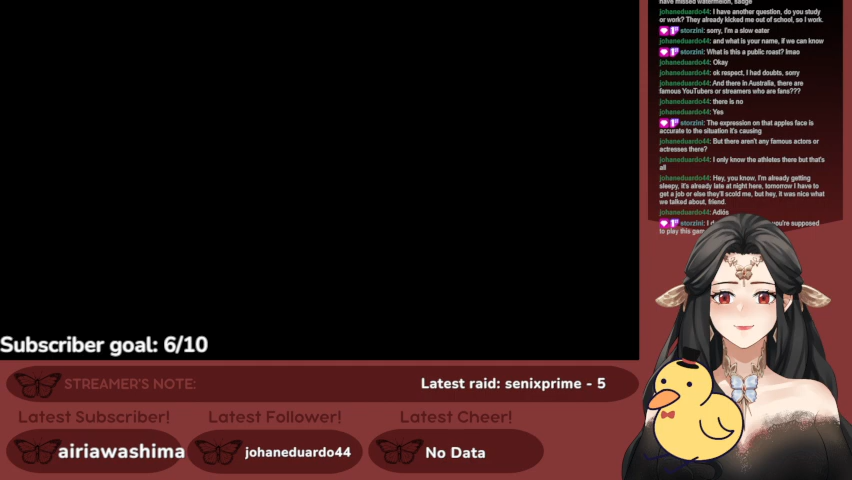 have missed watermelon, sadge
johaneduardo44: I have another question, do you study
or work? They already kicked me out of school, so I work.
storzini: sorry, I'm a slow eater
johaneduardo44: and what is your name, if we can know
storzini: What is this a public roast? lmao
johaneduardo44: Okay
johaneduardo44: ok respect, I had doubts, sorry
johaneduardo44: And there in Australia, there are
famous YouTubers or streamers who are fans???
johaneduardo44: there is no
johaneduardo44: Yes
storzini: The expression on that apples face is
accurate to the situation it's causing
johaneduardo44: But there aren't any famous actors or
actresses there?
johaneduardo44: I only know the athletes there but that's
all
johaneduardo44: Hey, you know, I'm already getting
sleepy, it's already late at night here, tomorrow I have to
get a job or else they'll scold me, but hey, it was nice what
we talked about, friend.
johaneduardo44: Adiós
storzini: I you're supposed
to play this gam
Subscriber goal: 6/10
STREAMER'S NOTE: Latest raid: senixprime - 5
Latest Subscriber! Latest Follower! Latest Cheer!
airiawashima johaneduardo44 No Data